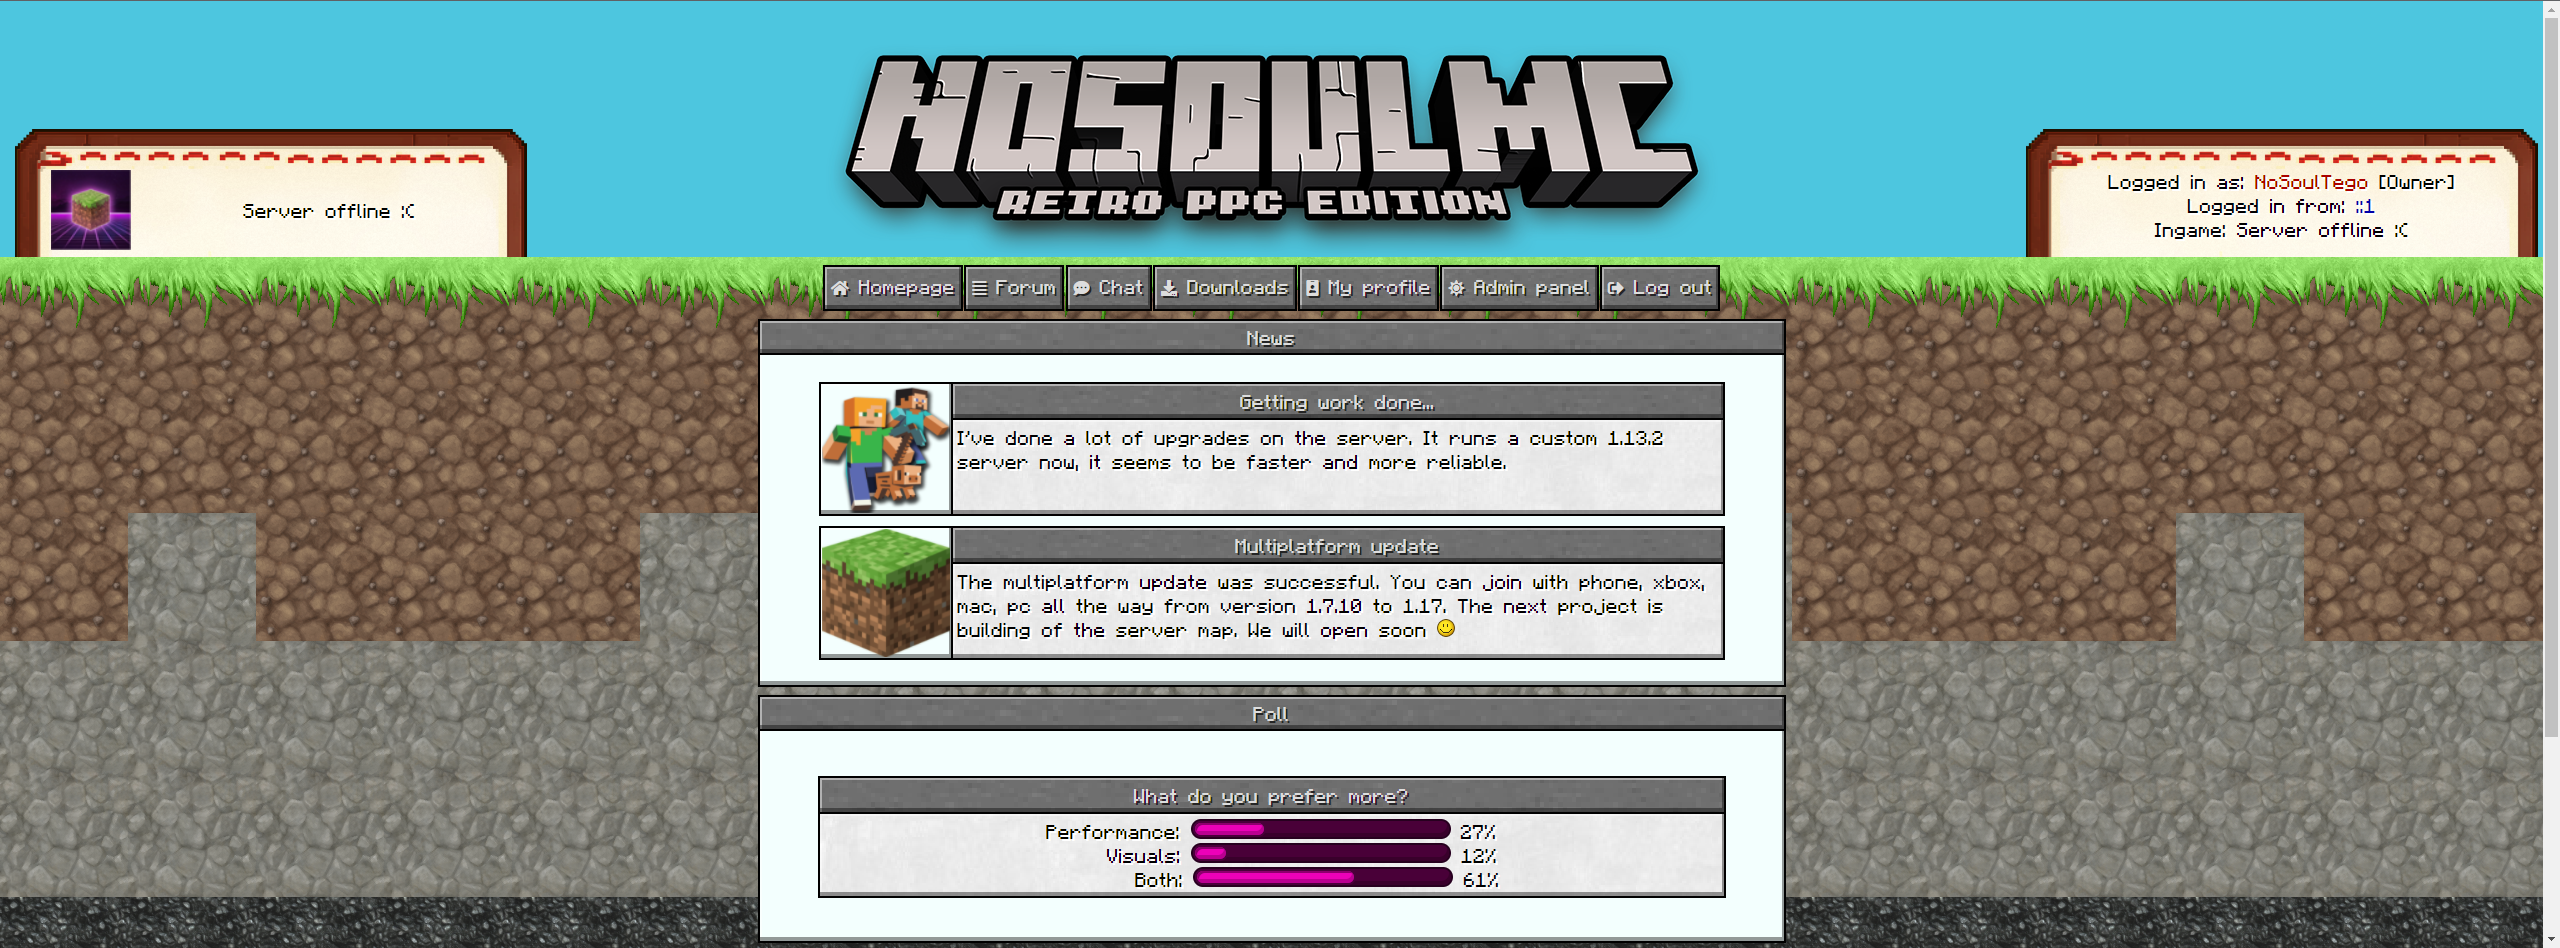 NOSOULMC
RETRO PPC EDITION
Server offline :C
Logged in as: NoSoulTego [Owner]
Logged in from: ::1
Ingame: Server offline :C
Homepage
Forum
Chat
Downloads
My profile
Admin panel
Log out
News
Getting work done...
I've done a lot of upgrades on the server. It runs a custom 1.13.2
server now, it seems to be faster and more reliable.
Multiplatform update
The multiplatform update was successful. You can join with phone, xbox,
mac, pc all the way from version 1.7.10 to 1.17. The next project is
building of the server map. We will open soon
Poll
What do you prefer more?
Performance: 27%
Visuals: 12%
Both: 61%